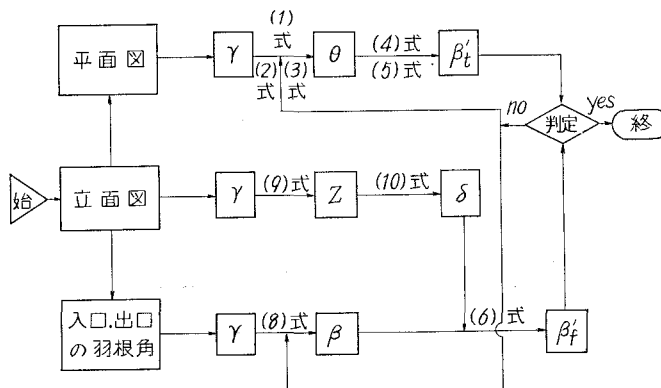 (1)
式
平面図
γ
(2)
式
(3)
式
θ
(4)式
(5)式
β't
no
yes
判定
終
始
立面図
γ
(9)式
Z
(10)式
δ
入口.出口
の羽根角
γ
(8)式
β
(6)式
β'f